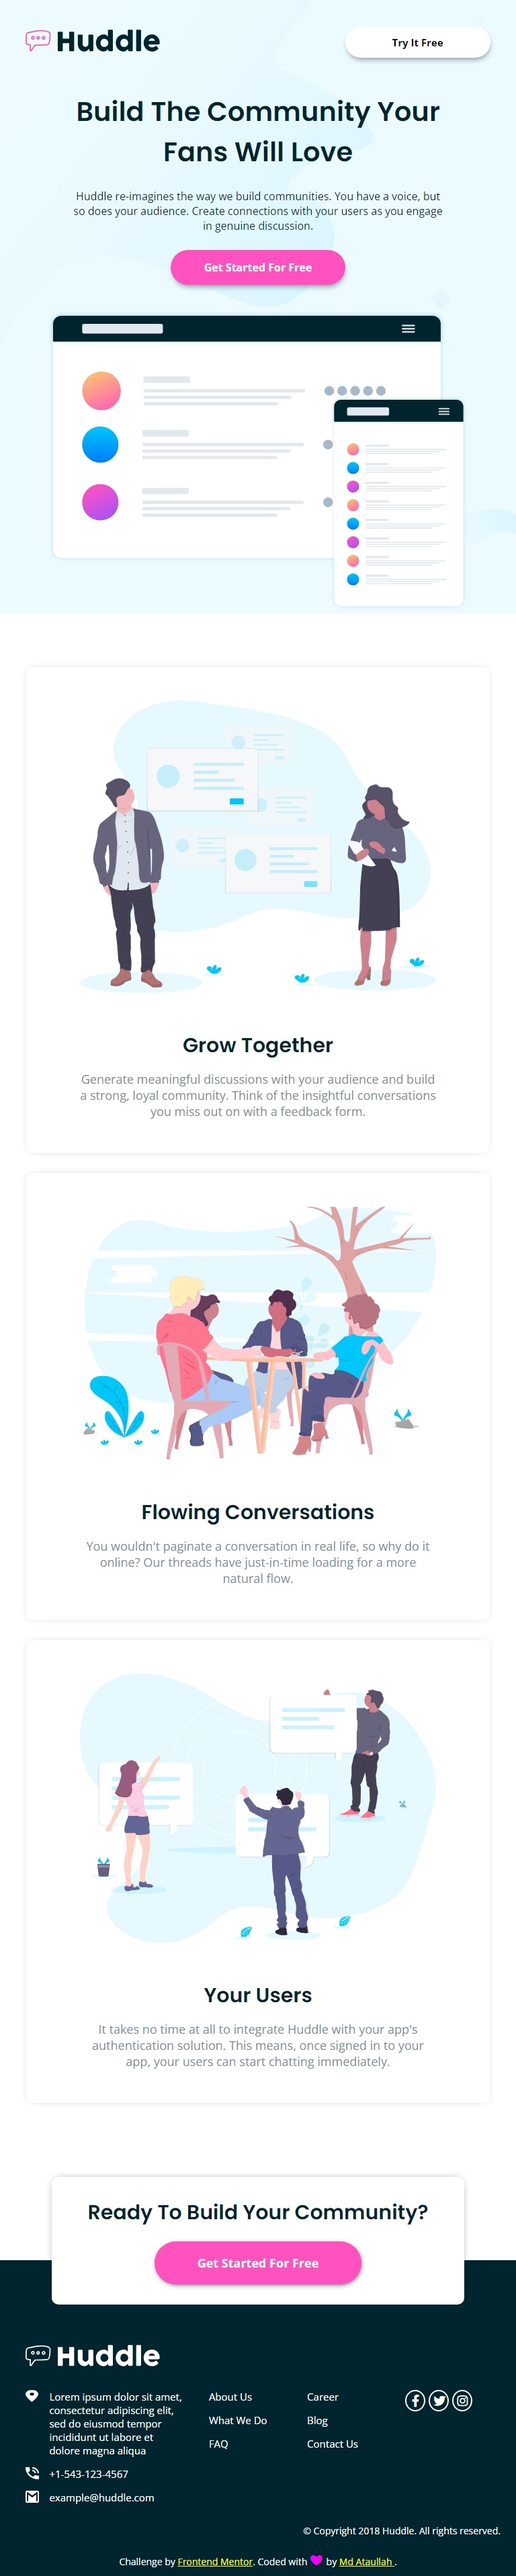 Huddle
Try It Free
Build The Community Your
Fans Will Love
Huddle re-imagines the way we build communities. You have a voice, but
so does your audience. Create connections with your users as you engage
in genuine discussion.
Get Started For Free
Grow Together
Generate meaningful discussions with your audience and build
a strong, loyal community. Think of the insightful conversations
you miss out on with a feedback form.
Flowing Conversations
You wouldn't paginate a conversation in real life, so why do it
online? Our threads have just-in-time loading for a more
natural flow.
Your Users
It takes no time at all to integrate Huddle with your app's
authentication solution. This means, once signed in to your
app, your users can start chatting immediately.
Ready To Build Your Community?
Get Started For Free
Huddle
Lorem ipsum dolor sit amet,
consectetur adipiscing elit,
sed do eiusmod tempor
incididunt ut labore et
dolore magna aliqua
+1-543-123-4567
example@huddle.com
About Us
What We Do
FAQ
Career
Blog
Contact Us
© Copyright 2018 Huddle. All rights reserved.
Challenge by Frontend Mentor. Coded with by Md Ataullah .